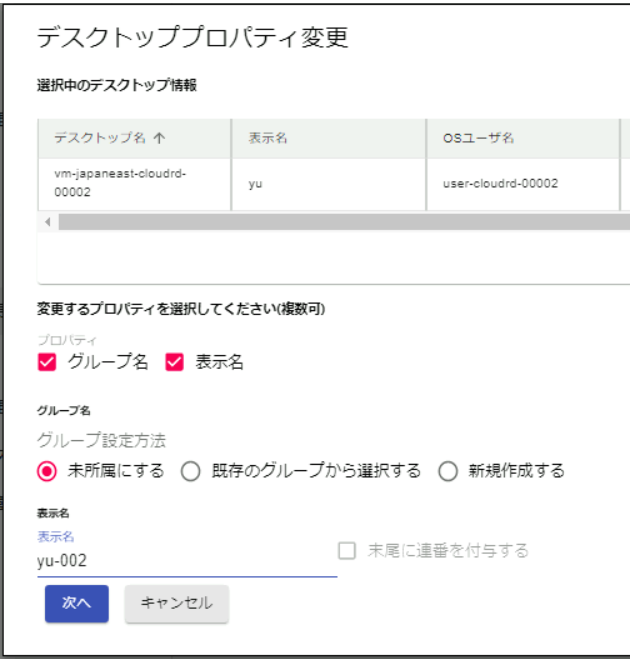 デスクトッププロパティ変更
選択中のデスクトップ情報
デスクトップ名 ↑ 表示名 OSユーザ名
vm-japaneast-cloudrd-
00002 yu user-cloudrd-00002
変更するプロパティを選択してください(複数可)
プロパティ
グループ名 表示名
グループ名
グループ設定方法
未所属にする 既存のグループから選択する 新規作成する
表示名
表示名
yu-002 末尾に連番を付与する
次へ キャンセル